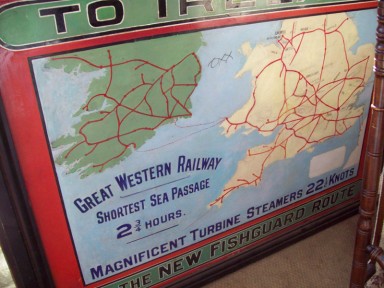 TO IRE
GREAT WESTERN RAILWAY
SHORTEST SEA PASSAGE
2¾ HOURS.
MAGNIFICENT TURBINE STEAMERS 22½ KNOTS
THE NEW FISHGUARD ROUTE